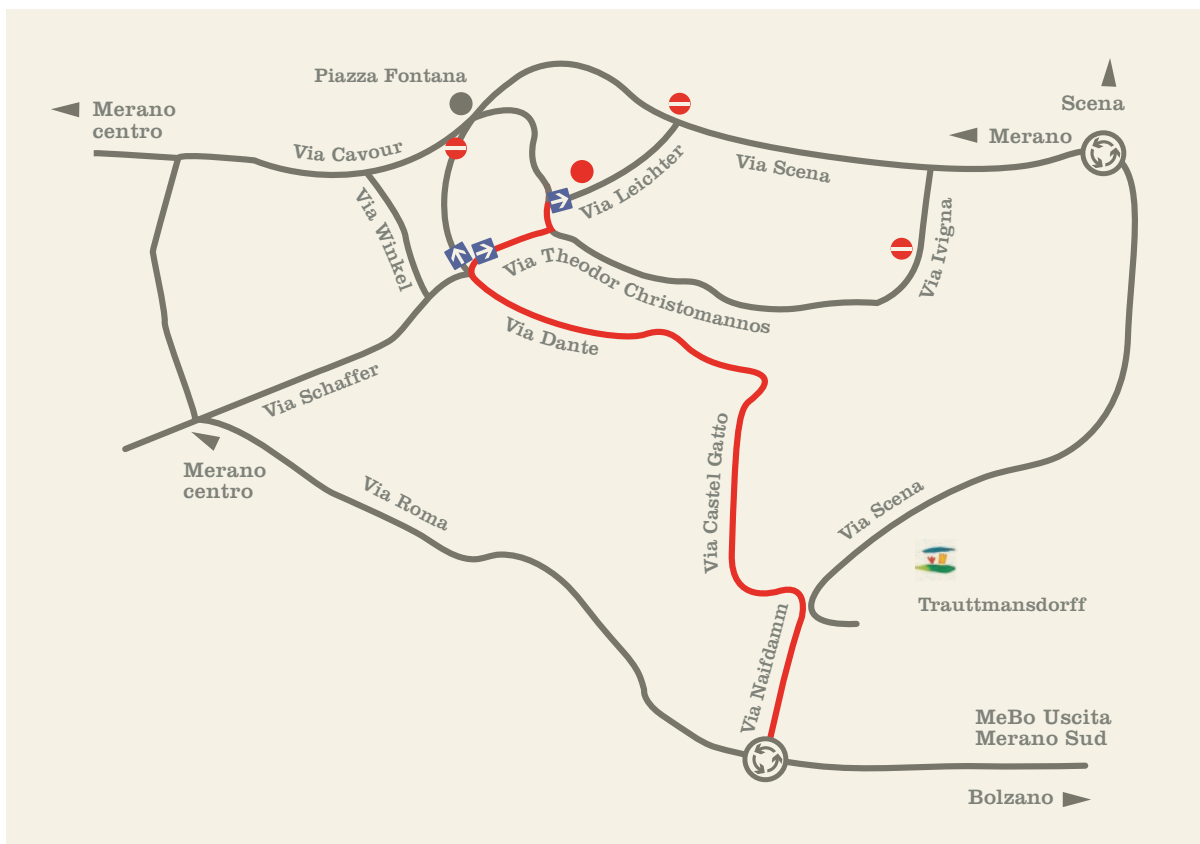 Piazza Fontana
Merano
centro
Scena
Merano
Via Cavour
Via Scena
Via Leichter
Via Winkel
Via Ivigna
Via Theodor Christomannos
Via Dante
Via Schaffer
Merano
centro
Via Roma
Via Castel Gatto
Via Scena
Trauttmansdorff
Via Naifdamm
MeBo Uscita
Merano Sud
Bolzano